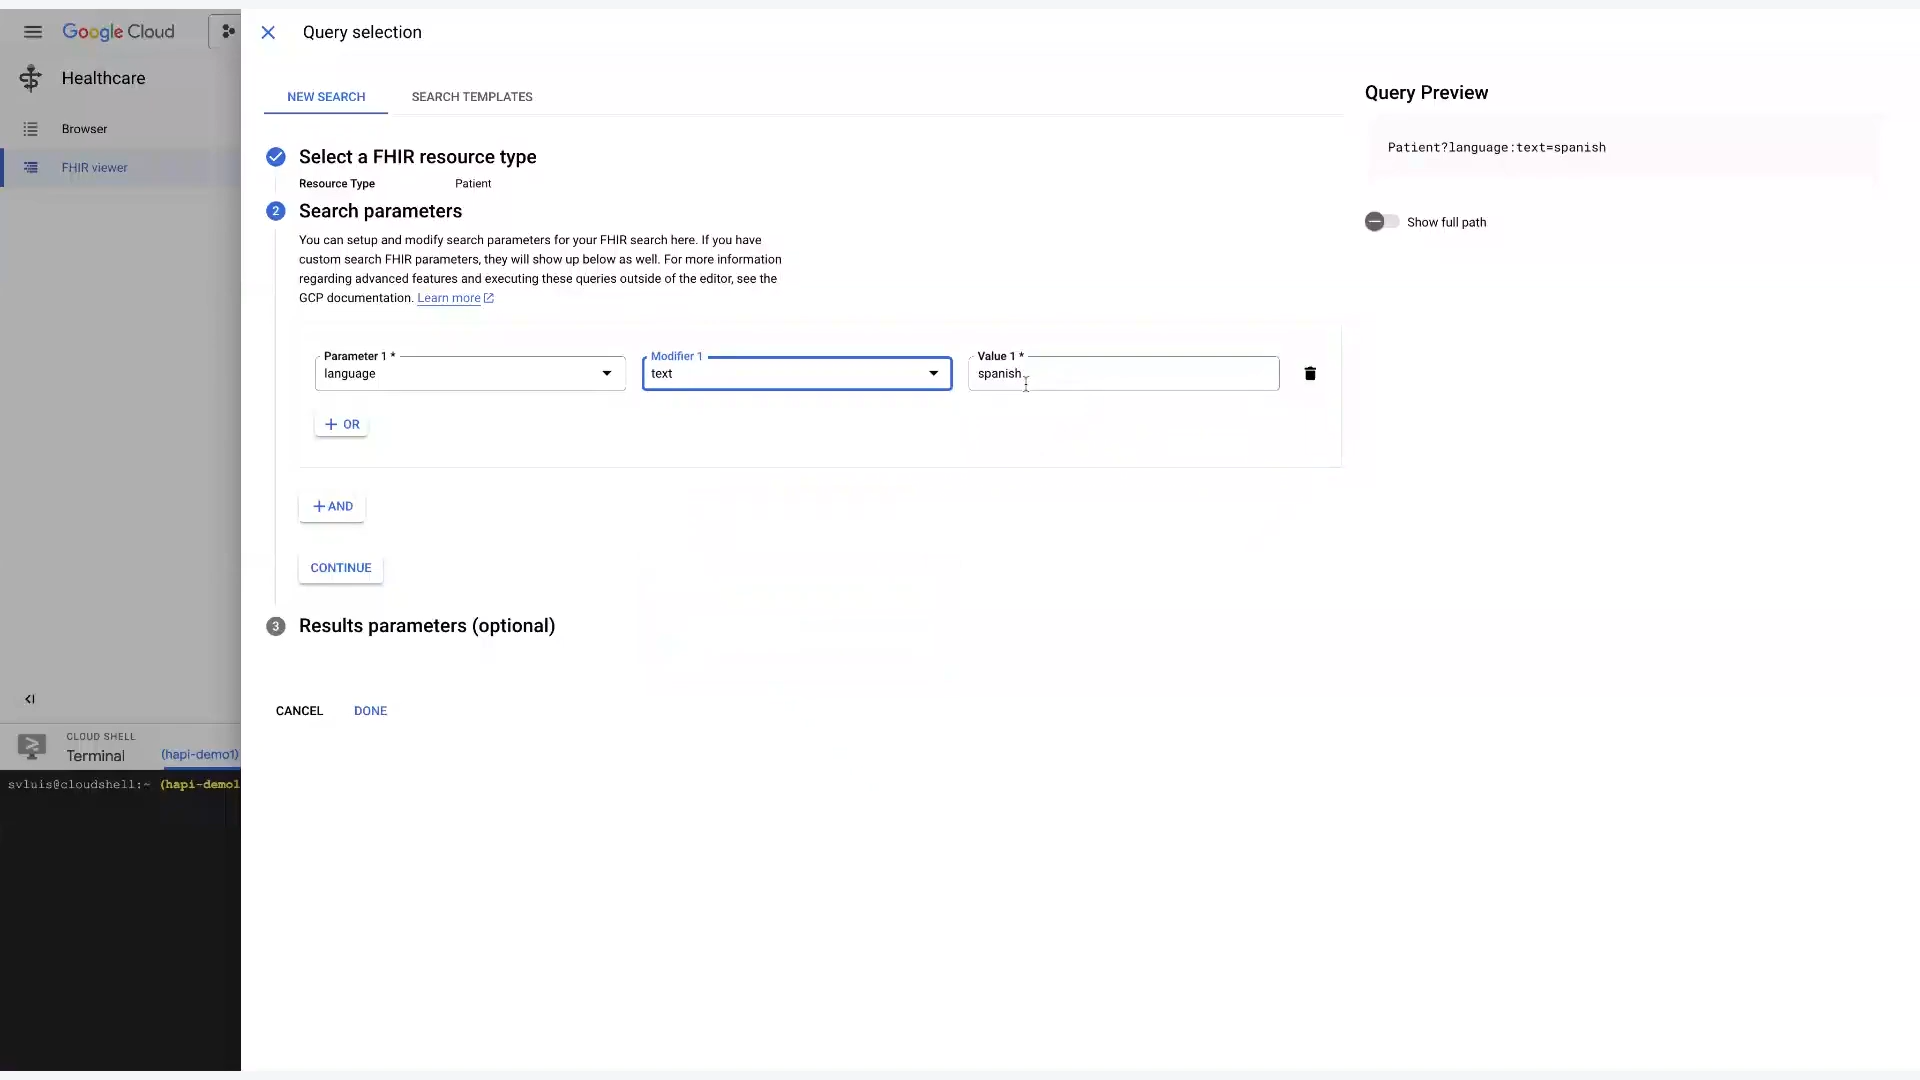 Google Cloud
Query selection
Healthcare
Browser
FHIR viewer
NEW SEARCH
SEARCH TEMPLATES
Select a FHIR resource type
Resource Type
Patient
2
Search parameters
You can setup and modify search parameters for your FHIR search here. If you have
custom search FHIR parameters, they will show up below as well. For more information
regarding advanced features and executing these queries outside of the editor, see the
GCP documentation. Learn more
Parameter 1 *
language
Modifier 1
text
Value 1 *
spanish
+ OR
+ AND
CONTINUE
3
Results parameters (optional)
CANCEL
DONE
Query Preview
Patient?language:text=spanish
Show full path
CLOUD SHELL
Terminal
(hapi-demo1)
svluis@cloudshell:~ (hapi-demo1